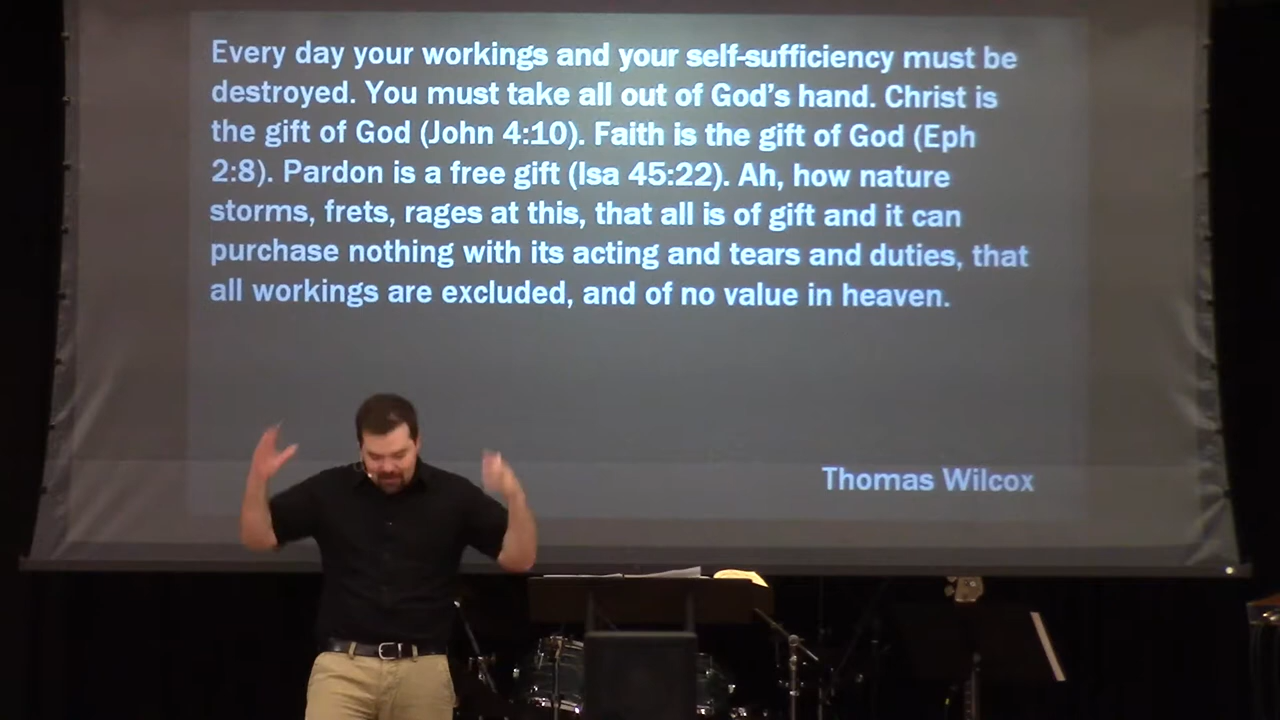 Every day your workings and your self-sufficiency must be
destroyed. You must take all out of God's hand. Christ is
the gift of God (John 4:10). Faith is the gift of God (Eph
2:8). Pardon is a free gift (Isa 45:22). Ah, how nature
storms, frets, rages at this, that all is of gift and it can
purchase nothing with its acting and tears and duties, that
all workings are excluded, and of no value in heaven.
Thomas Wilcox